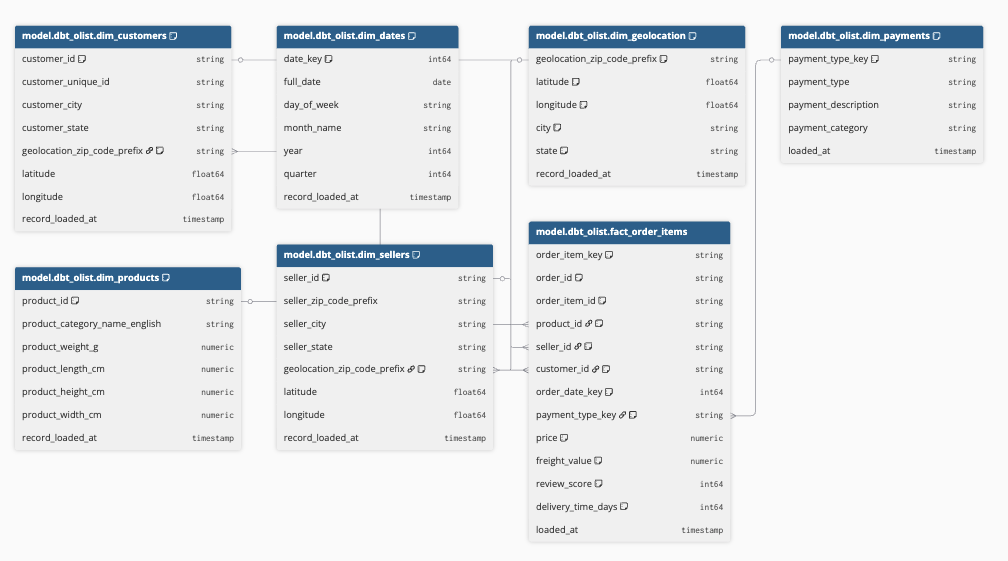 model.dbt_olist.dim_customers
customer_id string
customer_unique_id string
customer_city string
customer_state string
geolocation_zip_code_prefix string
latitude float64
longitude float64
record_loaded_at timestamp
model.dbt_olist.dim_dates
date_key int64
full_date date
day_of_week string
month_name string
year int64
quarter int64
record_loaded_at timestamp
model.dbt_olist.dim_geolocation
geolocation_zip_code_prefix string
latitude float64
longitude float64
city string
state string
record_loaded_at timestamp
model.dbt_olist.dim_payments
payment_type_key string
payment_type string
payment_description string
payment_category string
loaded_at timestamp
model.dbt_olist.dim_products
product_id string
product_category_name_english string
product_weight_g numeric
product_length_cm numeric
product_height_cm numeric
product_width_cm numeric
record_loaded_at timestamp
model.dbt_olist.dim_sellers
seller_id string
seller_zip_code_prefix string
seller_city string
seller_state string
geolocation_zip_code_prefix string
latitude float64
longitude float64
record_loaded_at timestamp
model.dbt_olist.fact_order_items
order_item_key string
order_id string
order_item_id string
product_id string
seller_id string
customer_id string
order_date_key int64
payment_type_key string
price numeric
freight_value numeric
review_score int64
delivery_time_days int64
loaded_at timestamp